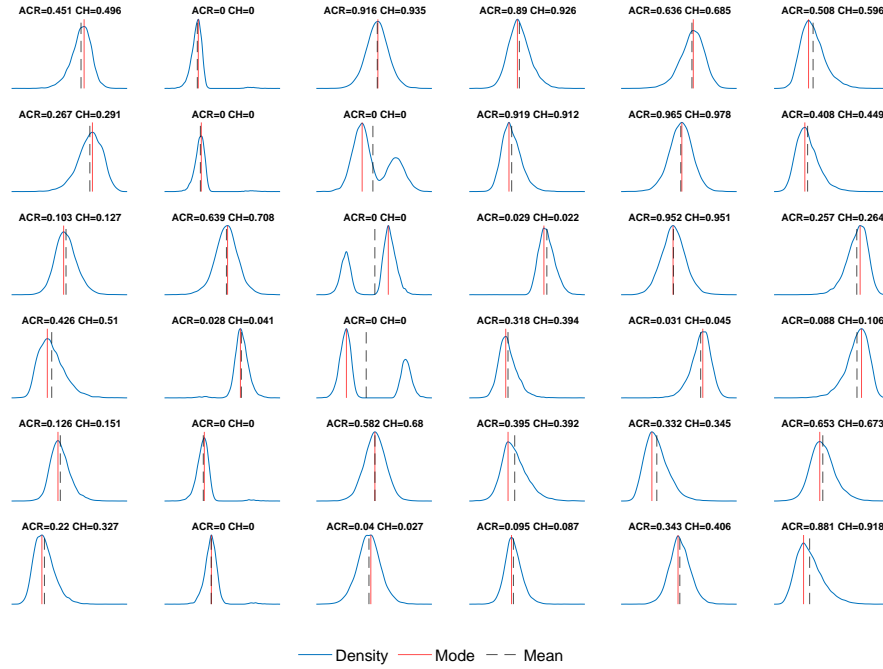 ACR=0.451 CH=0.496 ACR=0 CH=0 ACR=0.916 CH=0.935 ACR=0.89 CH=0.926 ACR=0.636 CH=0.685 ACR=0.508 CH=0.596
ACR=0.267 CH=0.291 ACR=0 CH=0 ACR=0 CH=0 ACR=0.919 CH=0.912 ACR=0.965 CH=0.978 ACR=0.408 CH=0.449
ACR=0.103 CH=0.127 ACR=0.639 CH=0.708 ACR=0 CH=0 ACR=0.029 CH=0.022 ACR=0.952 CH=0.951 ACR=0.257 CH=0.264
ACR=0.426 CH=0.51 ACR=0.028 CH=0.041 ACR=0 CH=0 ACR=0.318 CH=0.394 ACR=0.031 CH=0.045 ACR=0.088 CH=0.106
ACR=0.126 CH=0.151 ACR=0 CH=0 ACR=0.582 CH=0.68 ACR=0.395 CH=0.392 ACR=0.332 CH=0.345 ACR=0.653 CH=0.673
ACR=0.22 CH=0.327 ACR=0 CH=0 ACR=0.04 CH=0.027 ACR=0.095 CH=0.087 ACR=0.343 CH=0.406 ACR=0.881 CH=0.918
Density Mode Mean